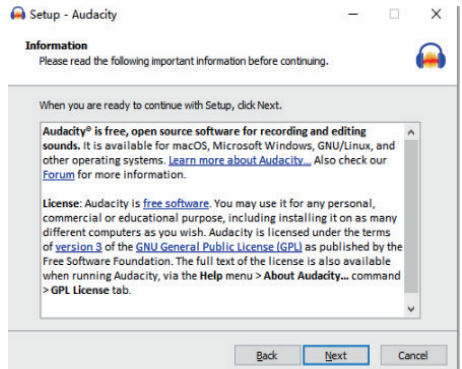 Setup - Audacity
Information
Please read the following important information before continuing.
When you are ready to continue with Setup, click Next.
Audacity® is free, open source software for recording and editing
sounds. It is available for macOS, Microsoft Windows, GNU/Linux, and
other operating systems. Learn more about Audacity... Also check our
Forum for more information.
License: Audacity is free software. You may use it for any personal,
commercial or educational purpose, including installing it on as many
different computers as you wish. Audacity is licensed under the terms
of version 3 of the GNU General Public License (GPL) as published by the
Free Software Foundation. The full text of the license is also available
when running Audacity, via the Help menu > About Audacity... command
> GPL License tab.
Back Next Cancel